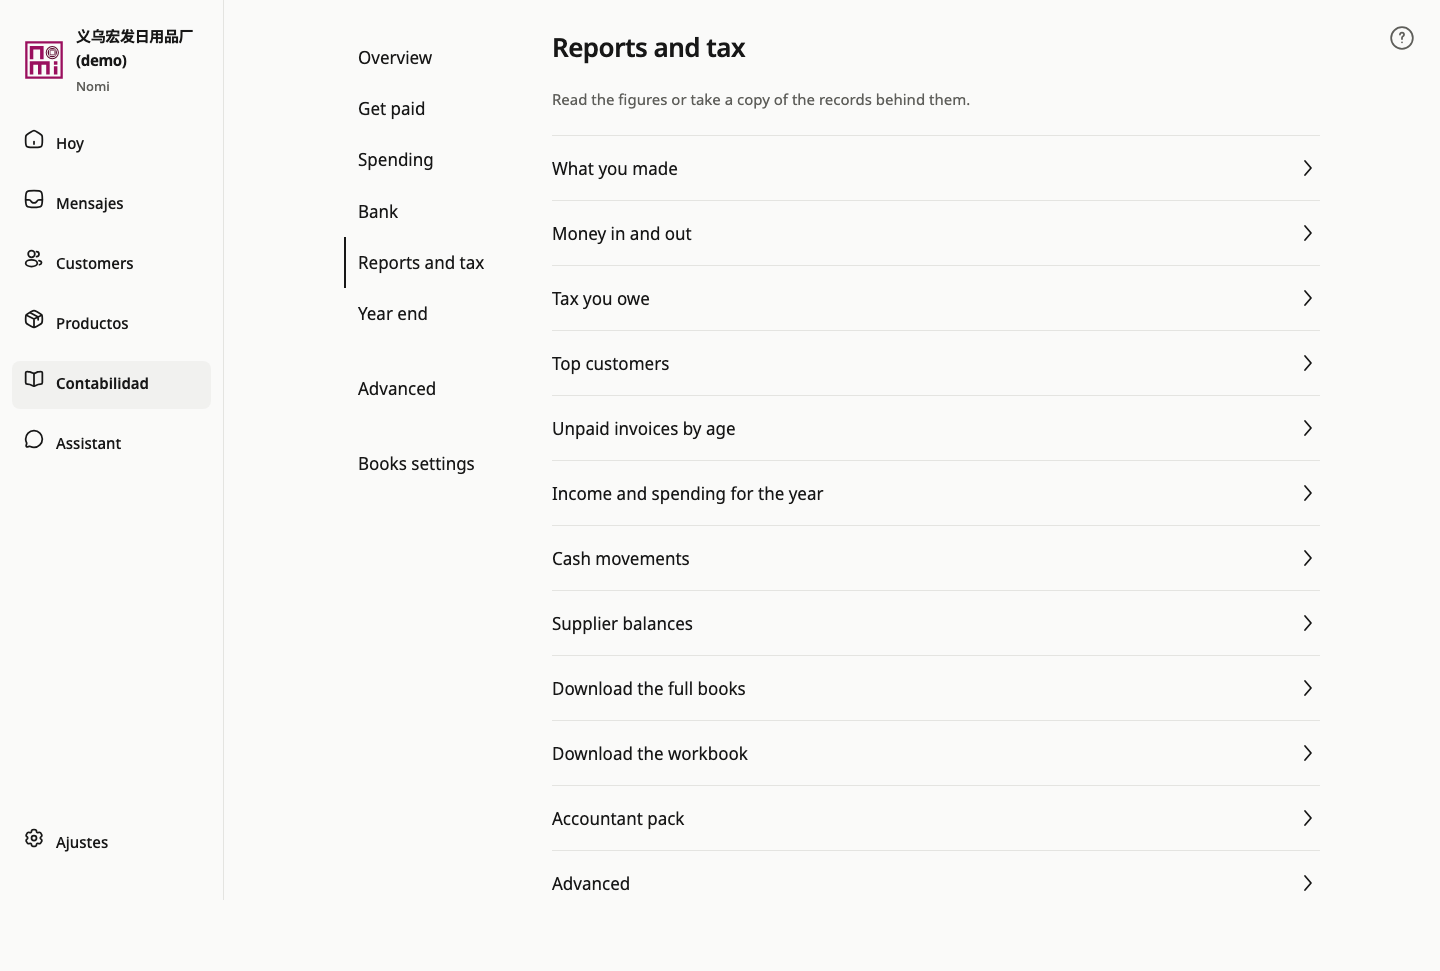 义乌宏发日用品厂
(demo)
Nomi
Hoy
Mensajes
Customers
Productos
Contabilidad
Assistant
Ajustes
Overview
Get paid
Spending
Bank
Reports and tax
Year end
Advanced
Books settings
Reports and tax
Read the figures or take a copy of the records behind them.
What you made
Money in and out
Tax you owe
Top customers
Unpaid invoices by age
Income and spending for the year
Cash movements
Supplier balances
Download the full books
Download the workbook
Accountant pack
Advanced